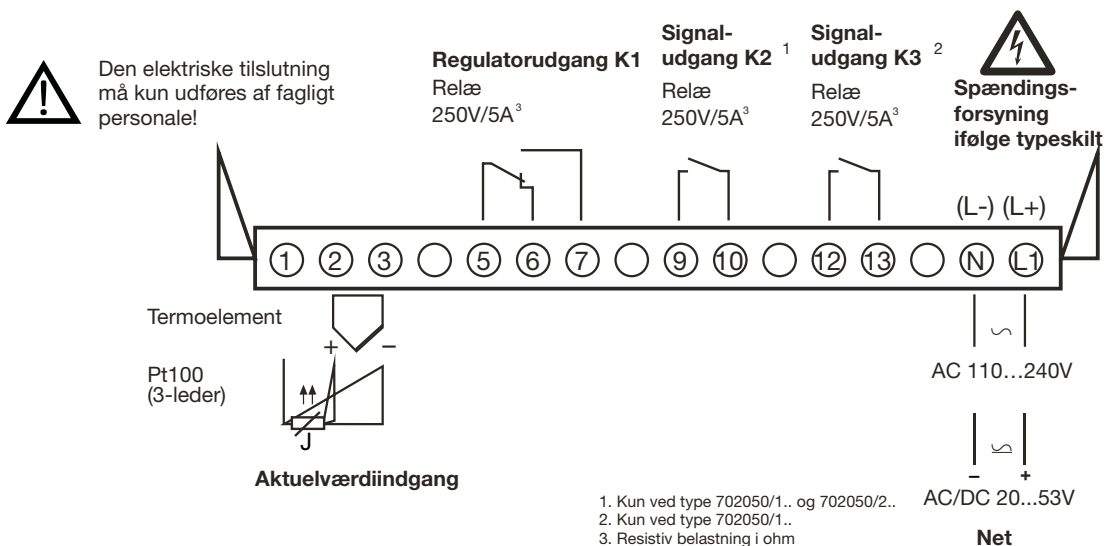 Den elektriske tilslutning
må kun udføres af fagligt
personale!
Regulatorudgang K1
Relæ
250V/5A³
Signal-
udgang K2 ¹
Relæ
250V/5A³
Signal-
udgang K3 ²
Relæ
250V/5A³
Spændings-
forsyning
ifølge typeskilt
(L-) (L+)
1 2 3 5 6 7 9 10 12 13 N L1
Termoelement
+ −
Pt100
(3-leder)
J
Aktuelværdiindgang
AC 110...240V
− +
AC/DC 20...53V
Net
1. Kun ved type 702050/1.. og 702050/2..
2. Kun ved type 702050/1..
3. Resistiv belastning i ohm